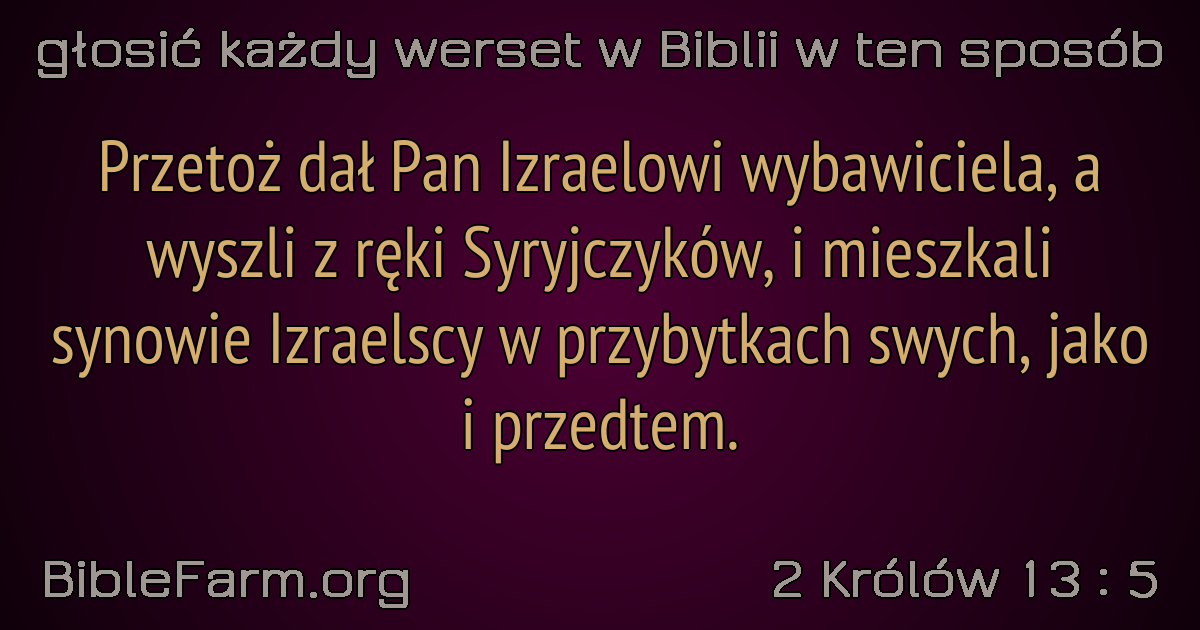 głosić każdy werset w Biblii w ten sposób
Przetoż dał Pan Izraelowi wybawiciela, a
wyszli z ręki Syryjczyków, i mieszkali
synowie Izraelscy w przybytkach swych, jako
i przedtem.
BibleFarm.org
2 Królów 13 : 5